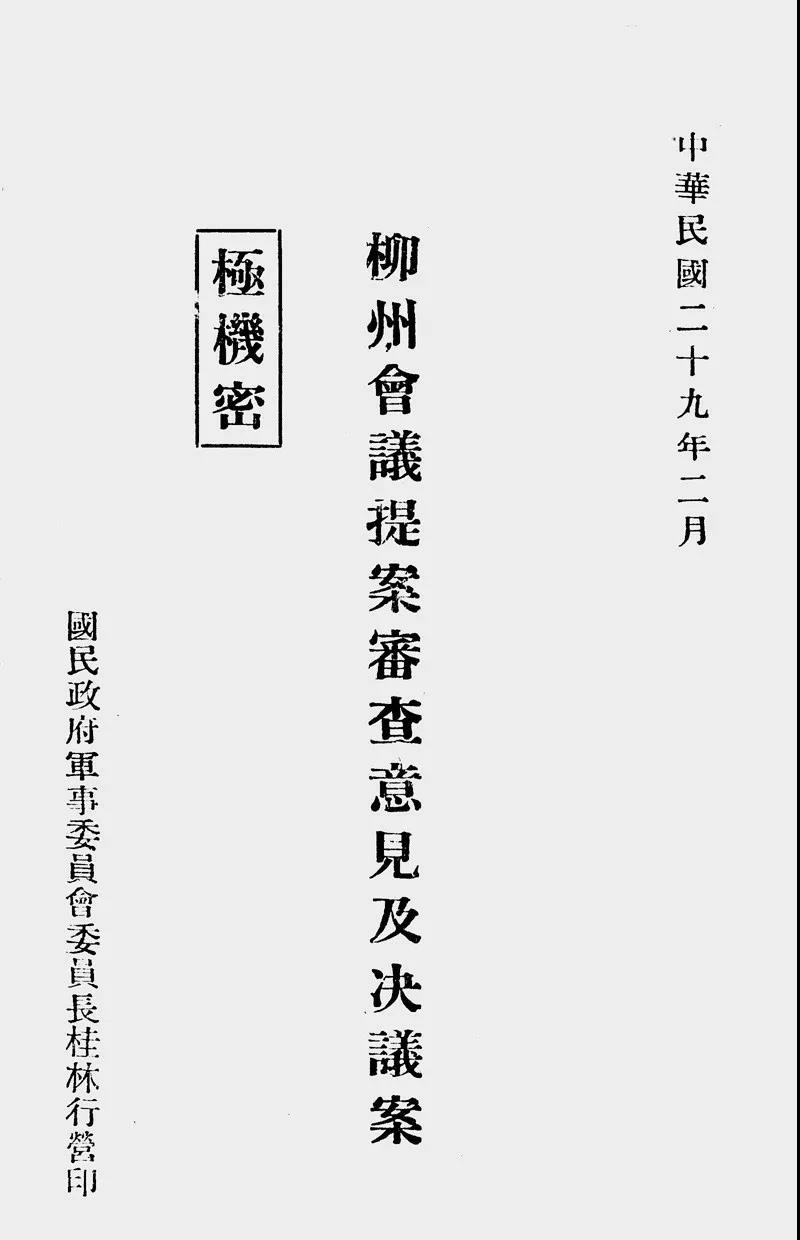 中華民國二十九年二月
柳州會議提案審查意見及决議案
極機密
國民政府軍事委員會委員長桂林行營印